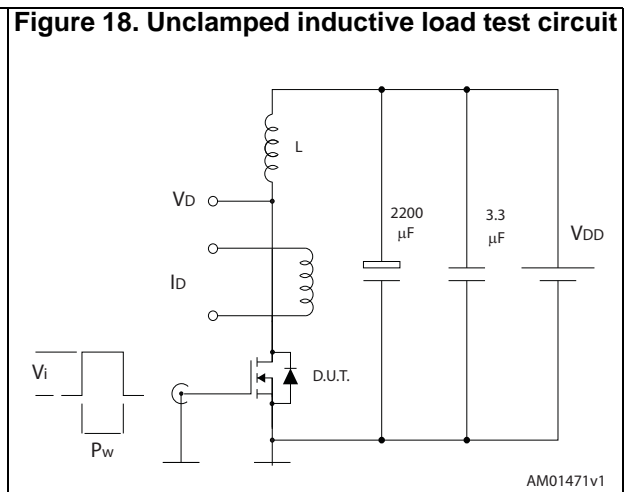 Figure 18. Unclamped inductive load test circuit
L
VD
2200
μF
3.3
μF
VDD
ID
Vi
D.U.T.
Pw
AM01471v1